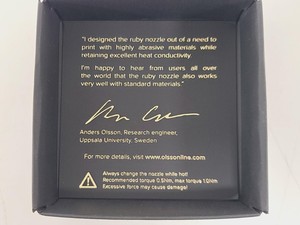 "I designed the ruby nozzle out of a need to
print with highly abrasive materials while
retaining excellent heat conductivity.
I'm happy to hear from users all over
the world that the ruby nozzle also works
very well with standard materials."
Anders Olsson, Research engineer,
Uppsala University, Sweden
For more details, visit www.olssonline.com
Always change the nozzle while hot!
Recommended torque 0.5Nm, max torque 1.0Nm
Excessive force may cause damage!